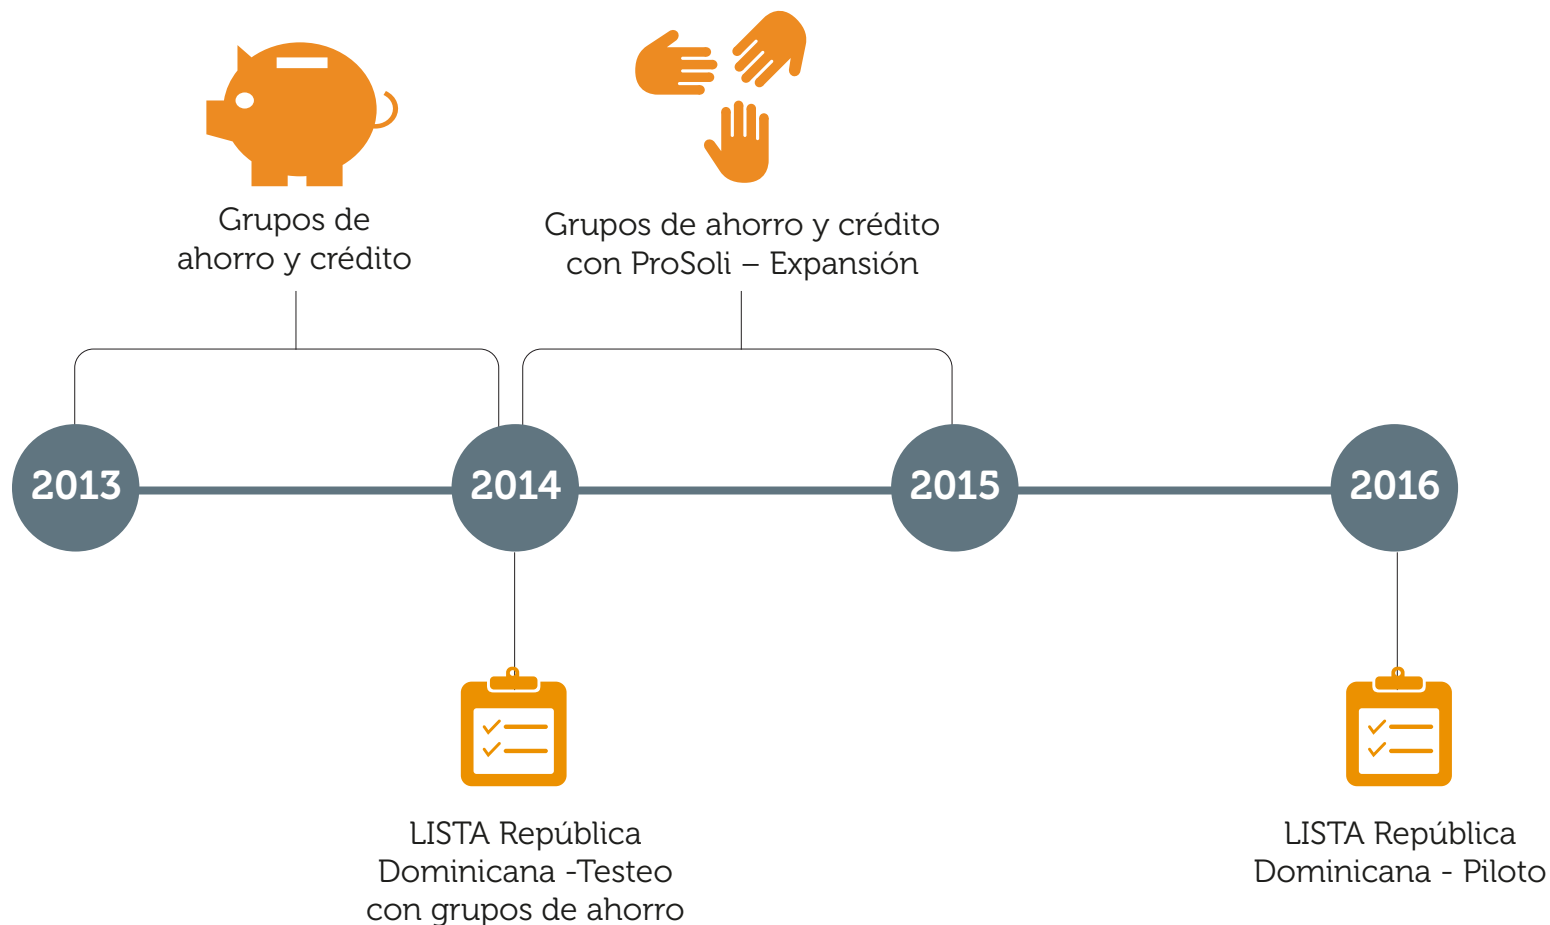 Grupos de
ahorro y crédito
Grupos de ahorro y crédito
con ProSoli – Expansión
2013
2014
2015
2016
LISTA República
Dominicana -Testeo
con grupos de ahorro
LISTA República
Dominicana - Piloto